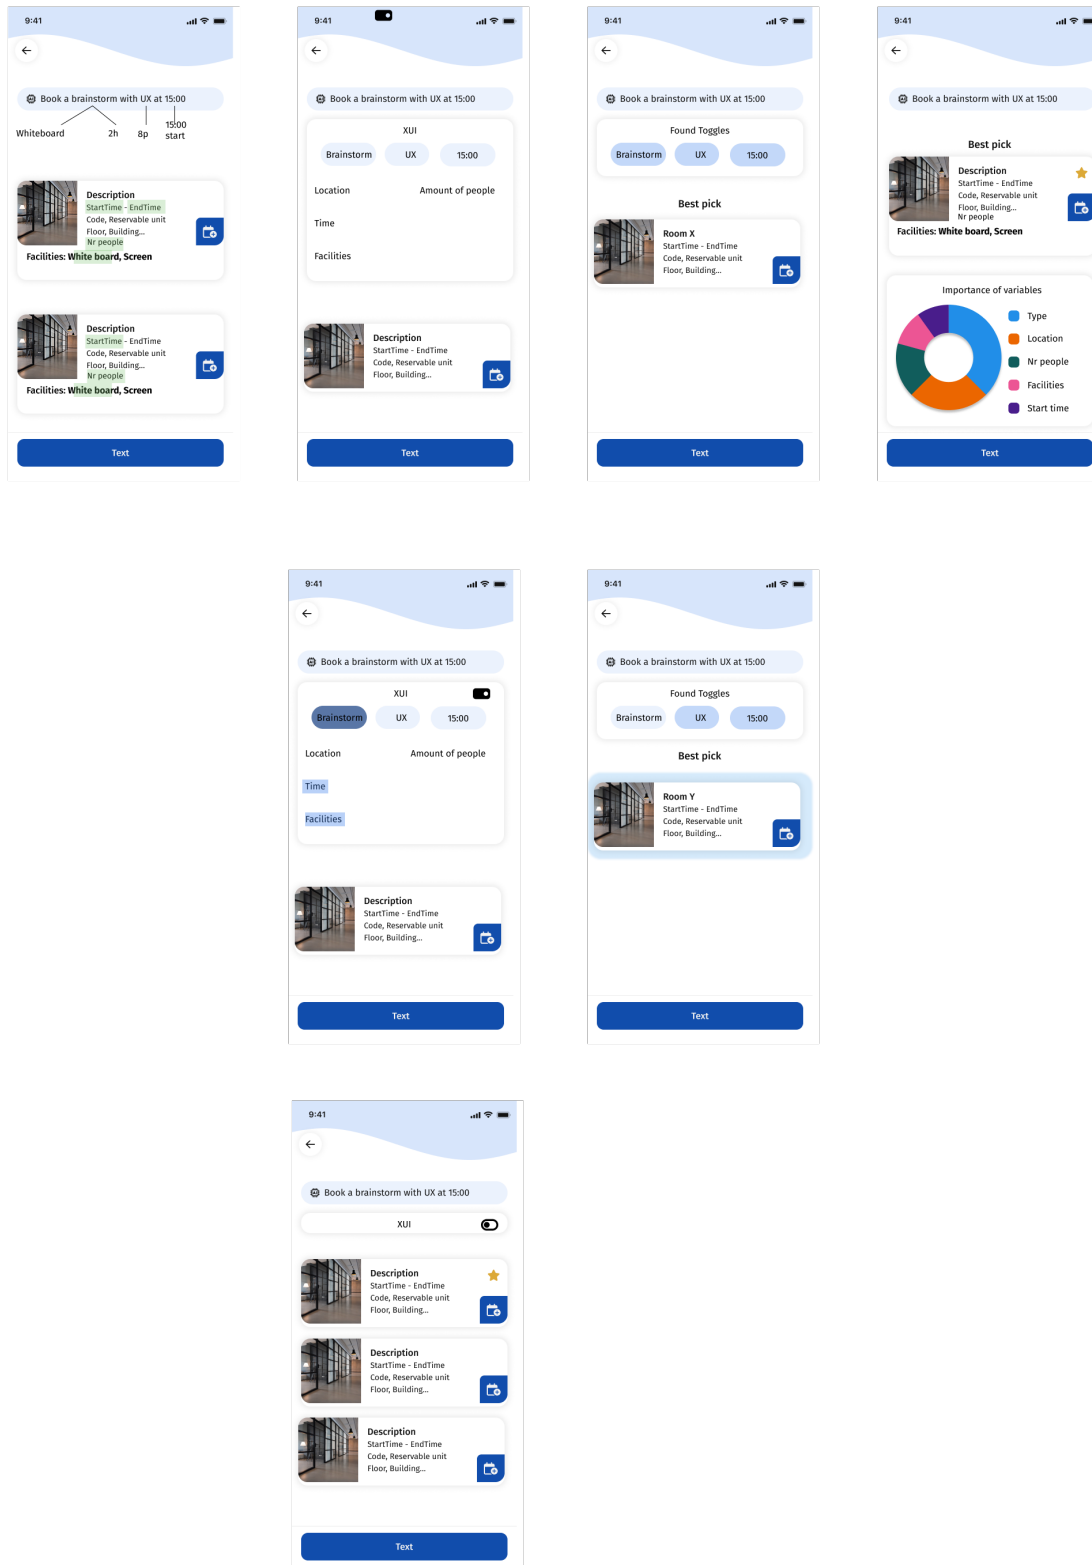 9:41
Book a brainstorm with UX at 15:00
Whiteboard
2h
8p
15:00
start
Description
StartTime - EndTime
Code, Reservable unit
Floor, Building...
Nr people
Facilities: White board, Screen
Description
StartTime - EndTime
Code, Reservable unit
Floor, Building...
Nr people
Facilities: White board, Screen
Text
9:41
Book a brainstorm with UX at 15:00
XUI
Brainstorm
UX
15:00
Location
Amount of people
Time
Facilities
Description
StartTime - EndTime
Code, Reservable unit
Floor, Building...
Text
9:41
Book a brainstorm with UX at 15:00
Found Toggles
Brainstorm
UX
15:00
Best pick
Room X
StartTime - EndTime
Code, Reservable unit
Floor, Building...
Text
9:41
Book a brainstorm with UX at 15:00
Best pick
Description
StartTime - EndTime
Code, Reservable unit
Floor, Building...
Nr people
Facilities: White board, Screen
Importance of variables
Type
Location
Nr people
Facilities
Start time
Text
9:41
Book a brainstorm with UX at 15:00
XUI
Brainstorm
UX
15:00
Location
Amount of people
Time
Facilities
Description
StartTime - EndTime
Code, Reservable unit
Floor, Building...
Text
9:41
Book a brainstorm with UX at 15:00
Found Toggles
Brainstorm
UX
15:00
Best pick
Room Y
StartTime - EndTime
Code, Reservable unit
Floor, Building...
Text
9:41
Book a brainstorm with UX at 15:00
XUI
Description
StartTime - EndTime
Code, Reservable unit
Floor, Building...
Description
StartTime - EndTime
Code, Reservable unit
Floor, Building...
Description
StartTime - EndTime
Code, Reservable unit
Floor, Building...
Text